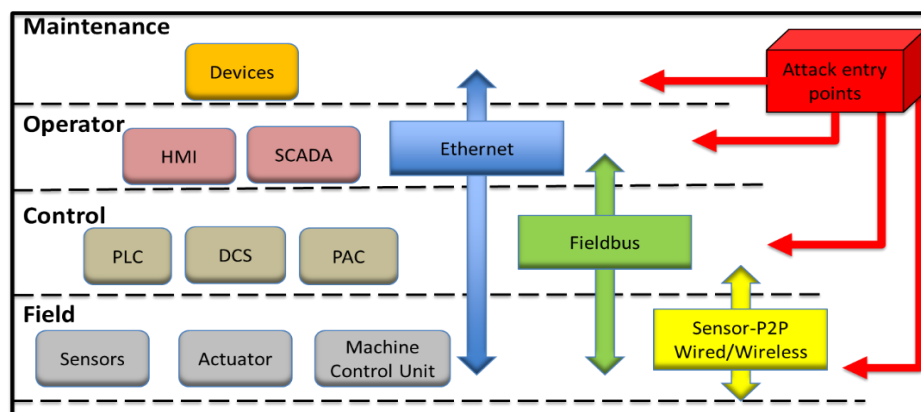 Maintenance
Devices
Attack entry
points
Operator
HMI
SCADA
Ethernet
Control
PLC
DCS
PAC
Fieldbus
Field
Sensors
Actuator
Machine
Control Unit
Sensor-P2P
Wired/Wireless